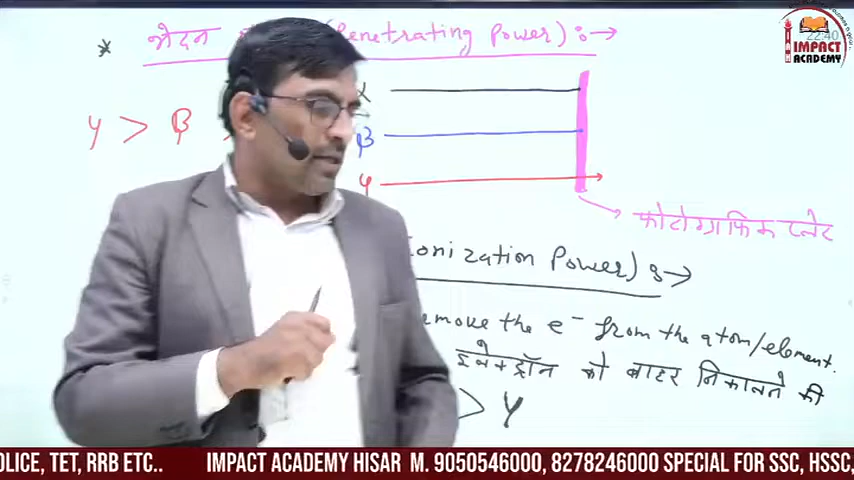 * भेदन (Penetrating Power) :→
22:40
IMPACT
ACADEMY
γ > β >
α
β
γ
फोटोग्राफिक प्लेट
onization Power) :→
emove the e⁻ from the atom/element.
इलेक्ट्रॉन को बाहर निकालने की
> γ
OLICE, TET, RRB ETC.. IMPACT ACADEMY HISAR M. 9050546000, 8278246000 SPECIAL FOR SSC, HSSC,